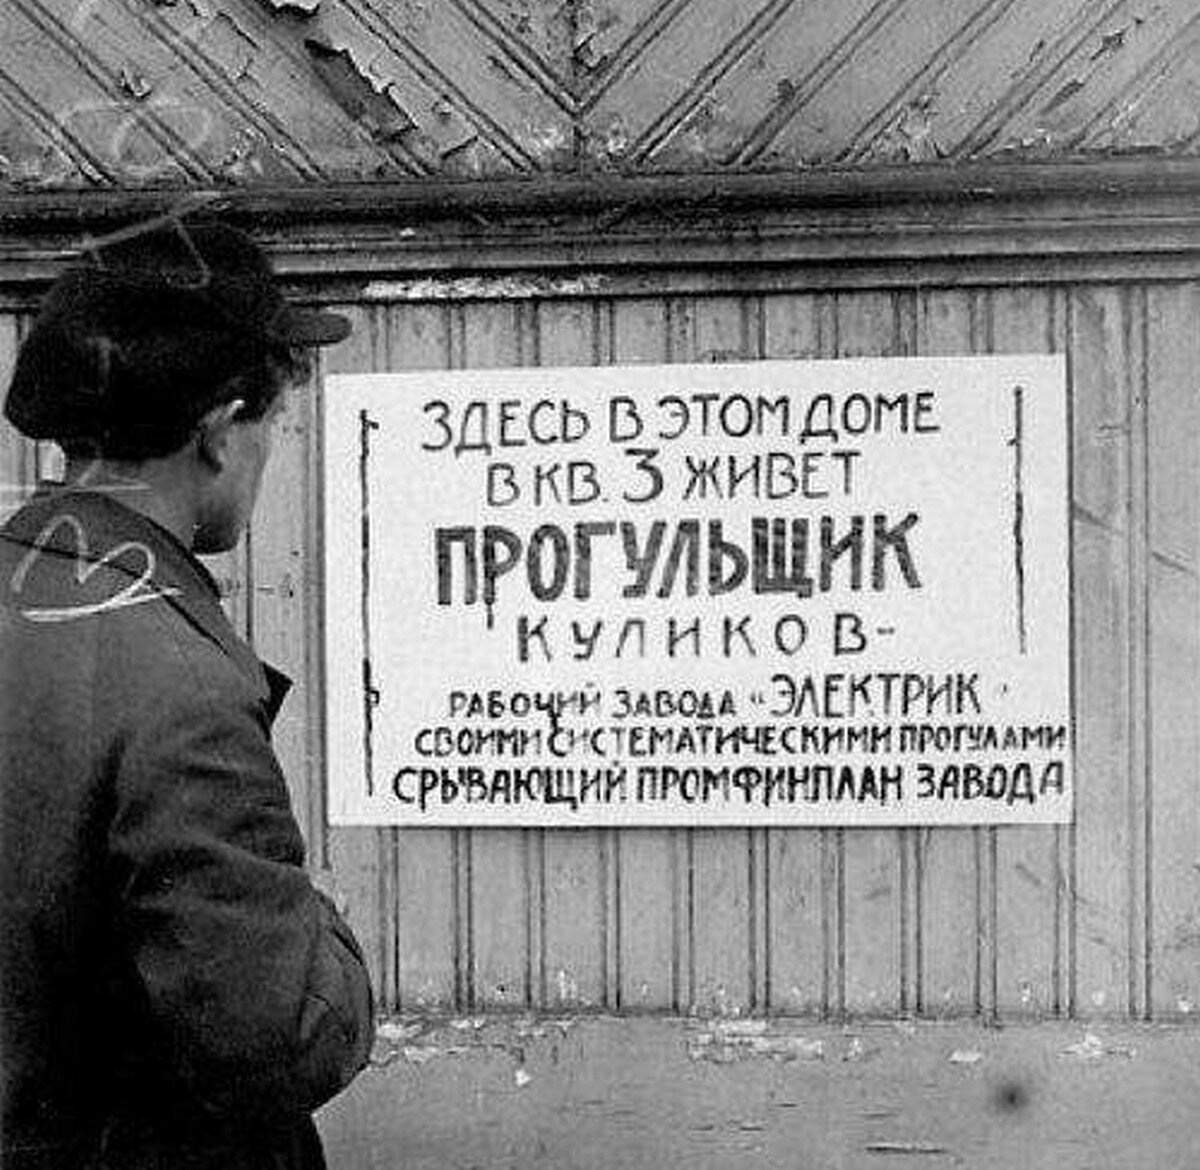 ЗДЕСЬ В ЭТОМ ДОМЕ
В КВ. 3 ЖИВЕТ
ПРОГУЛЬЩИК
КУЛИКОВ-
РАБОЧИЙ ЗАВОДА "ЭЛЕКТРИК
СВОИМИ СИСТЕМАТИЧЕСКИМИ ПРОГУЛАМИ
СРЫВАЮЩИЙ ПРОМФИНПЛАН ЗАВОДА